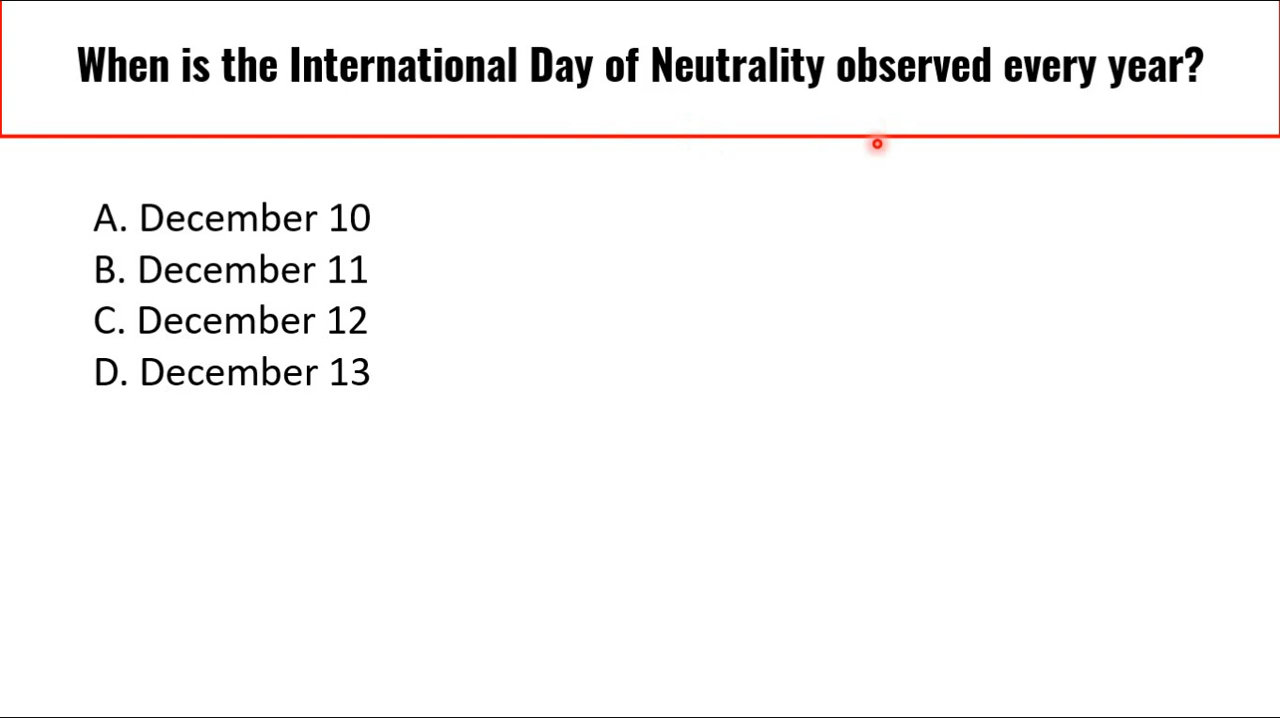 When is the International Day of Neutrality observed every year?
A. December 10
B. December 11
C. December 12
D. December 13